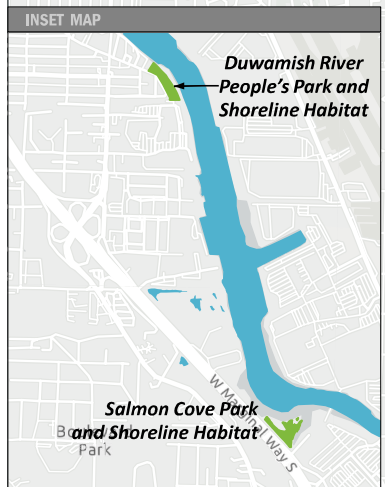 INSET MAP
Duwamish River
People's Park and
Shoreline Habitat
W Marginal Way S
Salmon Cove Park
and Shoreline Habitat
Park